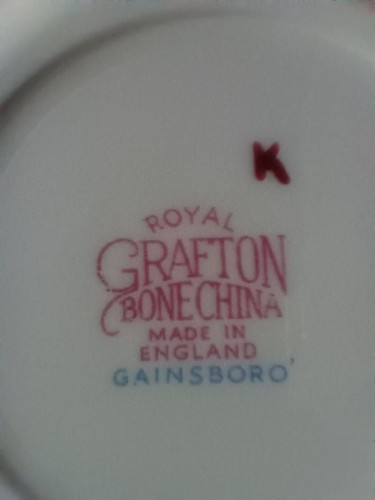 K
ROYAL
GRAFTON
BONE CHINA
MADE IN
ENGLAND
GAINSBORO'